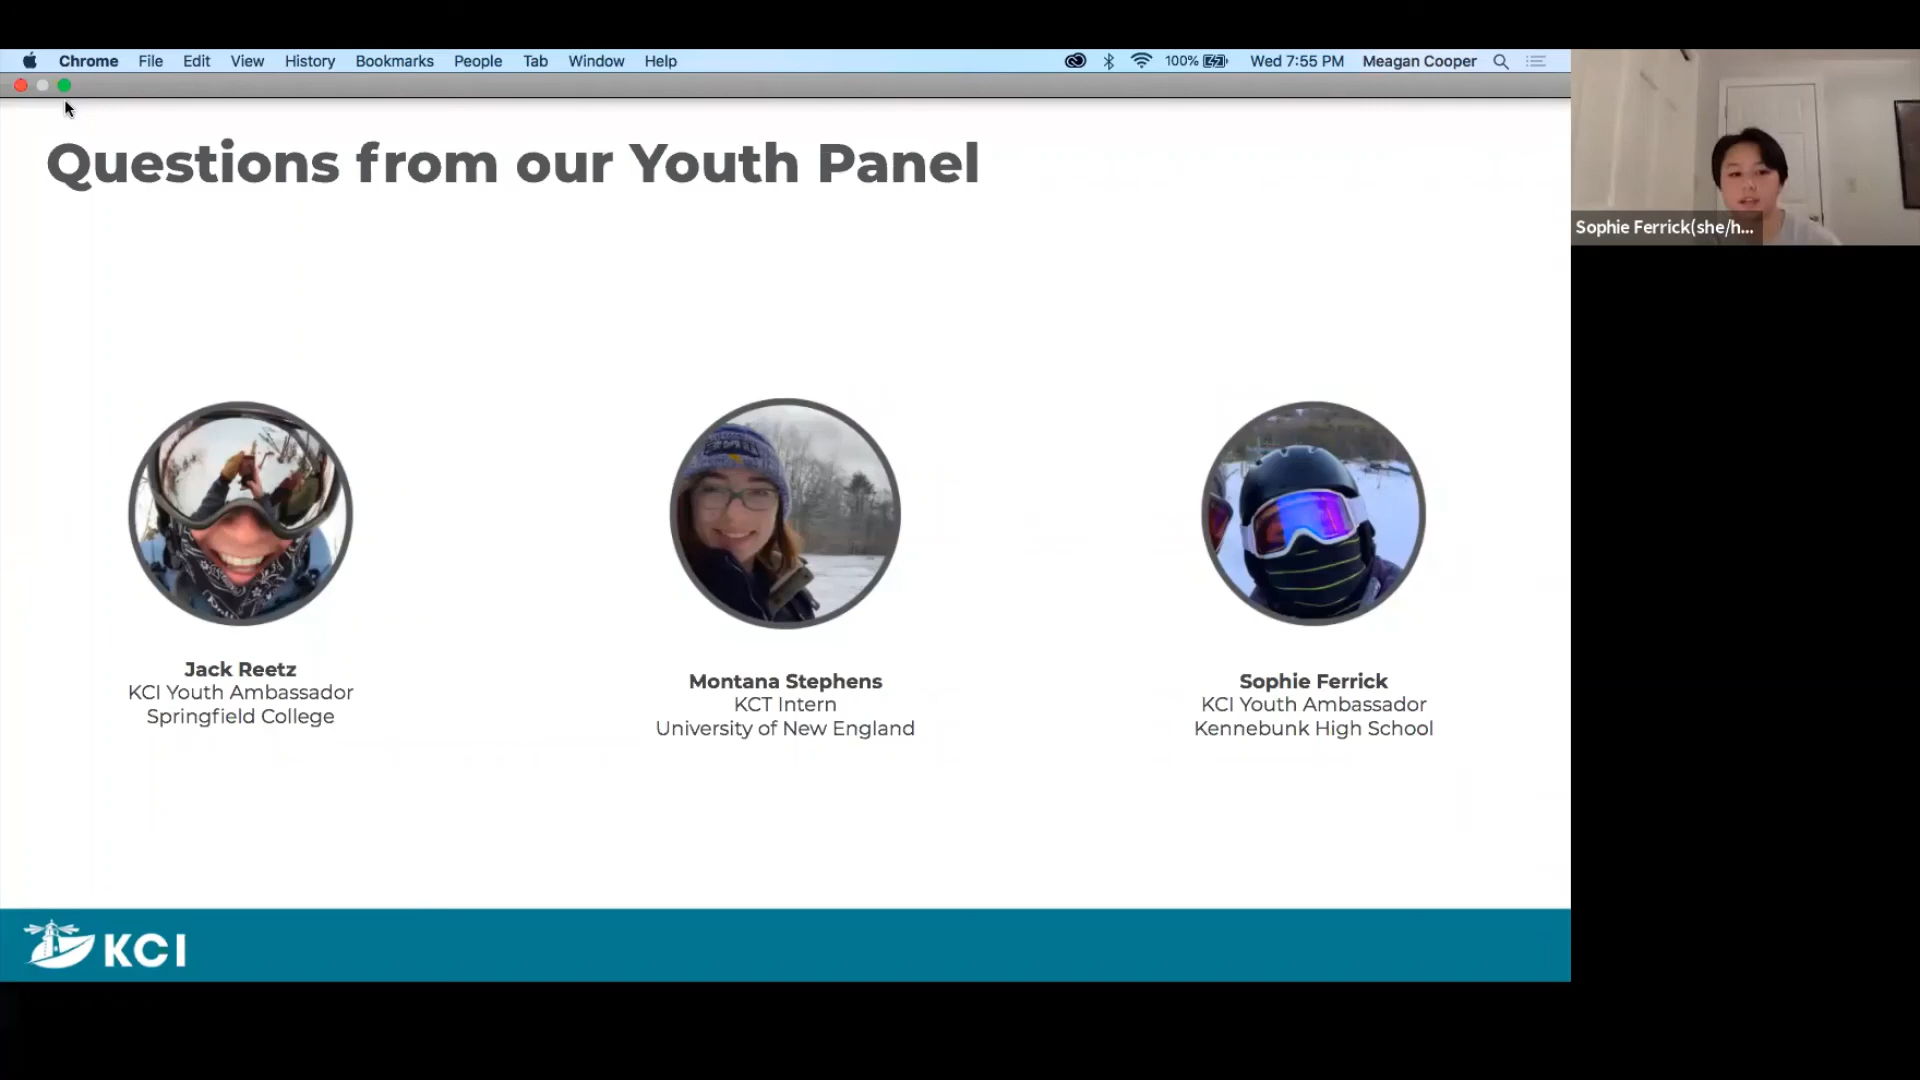 Chrome File Edit View History Bookmarks People Tab Window Help 100% Wed 7:55 PM Meagan Cooper
Questions from our Youth Panel
Sophie Ferrick(she/h...
Jack Reetz
KCI Youth Ambassador
Springfield College
Montana Stephens
KCT Intern
University of New England
Sophie Ferrick
KCI Youth Ambassador
Kennebunk High School
KCI